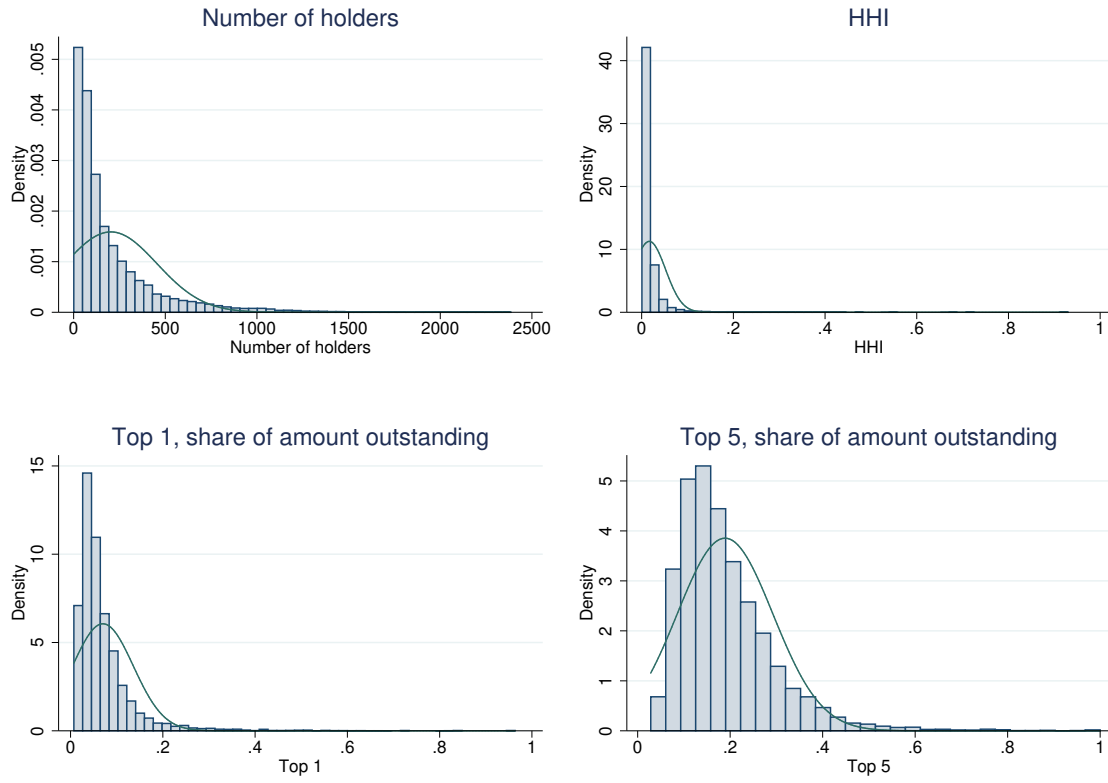 Number of holders
Density
0
.001
.002
.003
.004
.005
0 500 1000 1500 2000 2500
Number of holders
HHI
Density
0
10
20
30
40
0 .2 .4 .6 .8 1
HHI
Top 1, share of amount outstanding
Density
0
5
10
15
0 .2 .4 .6 .8 1
Top 1
Top 5, share of amount outstanding
Density
0
1
2
3
4
5
0 .2 .4 .6 .8 1
Top 5